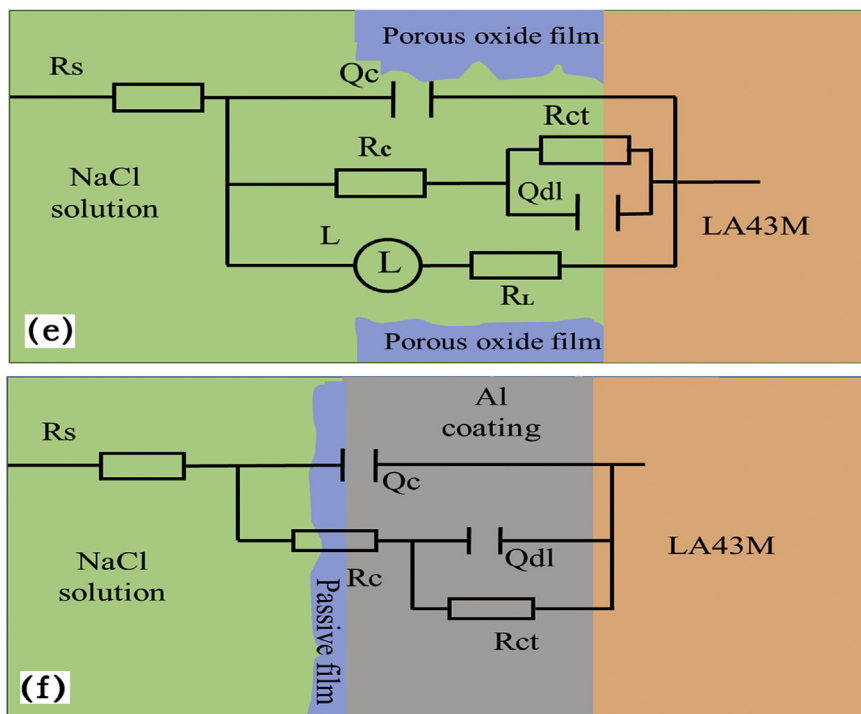 Porous oxide film
Rs
Qc
Rct
Rc
NaCl
solution
Qdl
L
LA43M
L
RL
(e)
Porous oxide film
Al
coating
Rs
Qc
NaCl
solution
Qdl
LA43M
Rc
Passive film
Rct
(f)